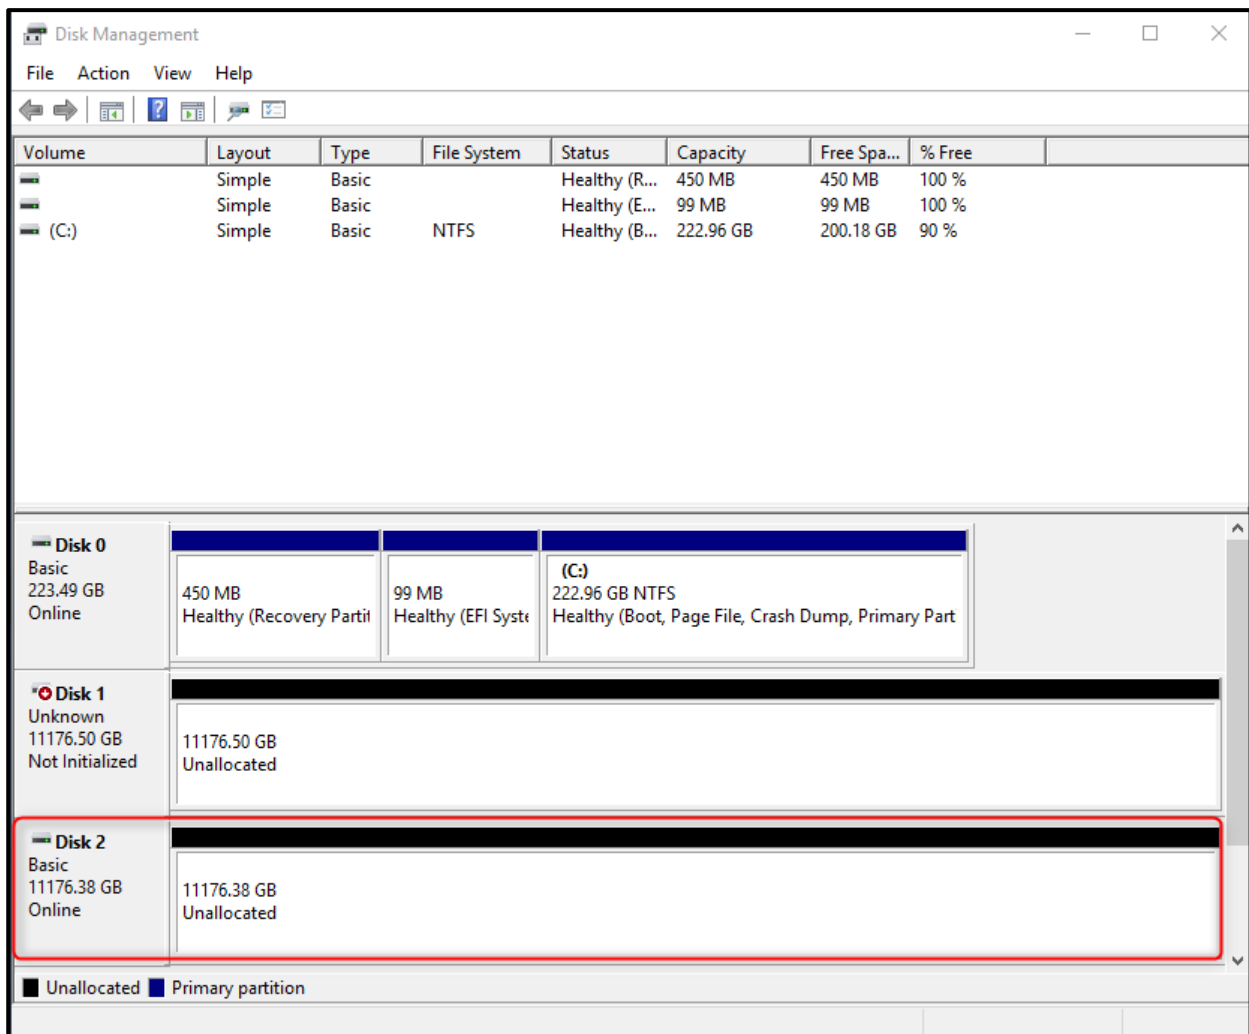 Disk Management
File Action View Help
Volume Layout Type File System Status Capacity Free Spa... % Free
Simple Basic Healthy (R... 450 MB 450 MB 100 %
Simple Basic Healthy (E... 99 MB 99 MB 100 %
(C:) Simple Basic NTFS Healthy (B... 222.96 GB 200.18 GB 90 %
Disk 0
Basic
223.49 GB
Online
450 MB
Healthy (Recovery Partit
99 MB
Healthy (EFI Syste
(C:)
222.96 GB NTFS
Healthy (Boot, Page File, Crash Dump, Primary Part
Disk 1
Unknown
11176.50 GB
Not Initialized
11176.50 GB
Unallocated
Disk 2
Basic
11176.38 GB
Online
11176.38 GB
Unallocated
Unallocated Primary partition